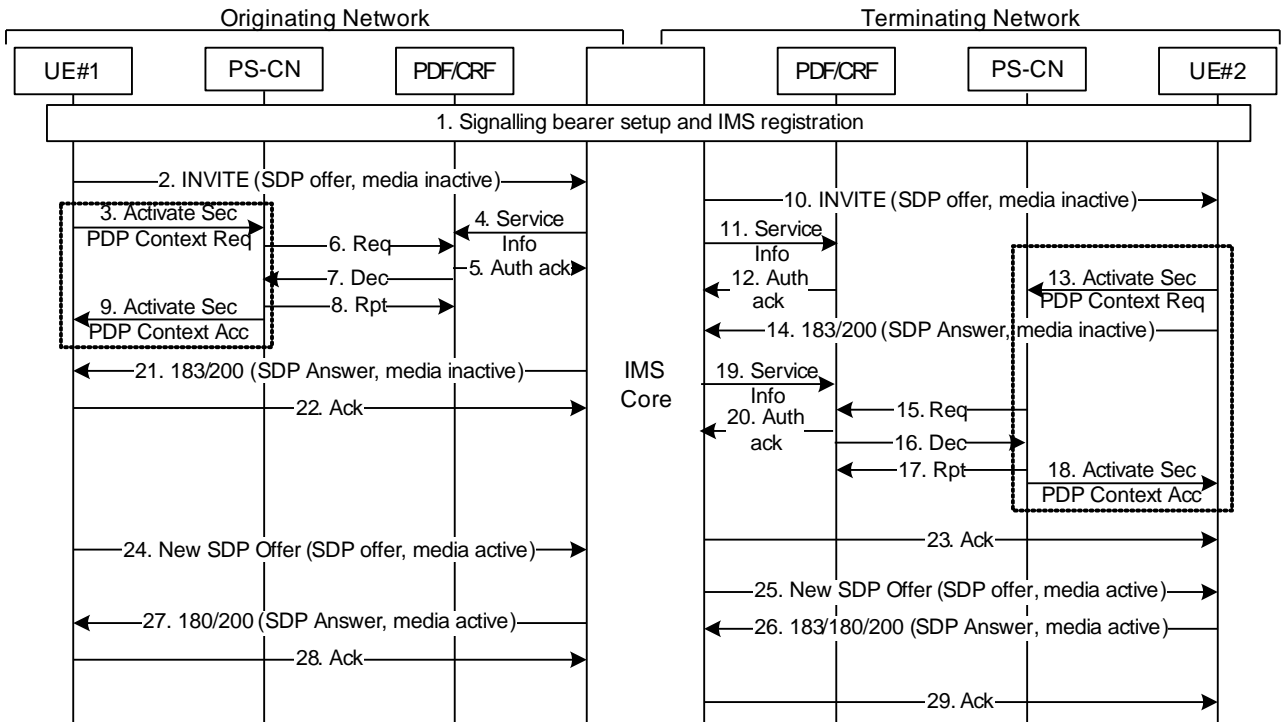 Originating Network
Terminating Network
UE#1
PS-CN
PDF/CRF
PDF/CRF
PS-CN
UE#2
1. Signalling bearer setup and IMS registration
2. INVITE (SDP offer, media inactive)
10. INVITE (SDP offer, media inactive)
3. Activate Sec
PDP Context Req
4. Service
Info
11. Service
Info
6. Req
5. Auth ack
7. Dec
12. Auth
ack
13. Activate Sec
PDP Context Req
8. Rpt
9. Activate Sec
PDP Context Acc
14. 183/200 (SDP Answer, media inactive)
21. 183/200 (SDP Answer, media inactive)
IMS
Core
19. Service
Info
22. Ack
15. Req
20. Auth
ack
16. Dec
17. Rpt
18. Activate Sec
PDP Context Acc
24. New SDP Offer (SDP offer, media active)
23. Ack
25. New SDP Offer (SDP offer, media active)
27. 180/200 (SDP Answer, media active)
26. 183/180/200 (SDP Answer, media active)
28. Ack
29. Ack